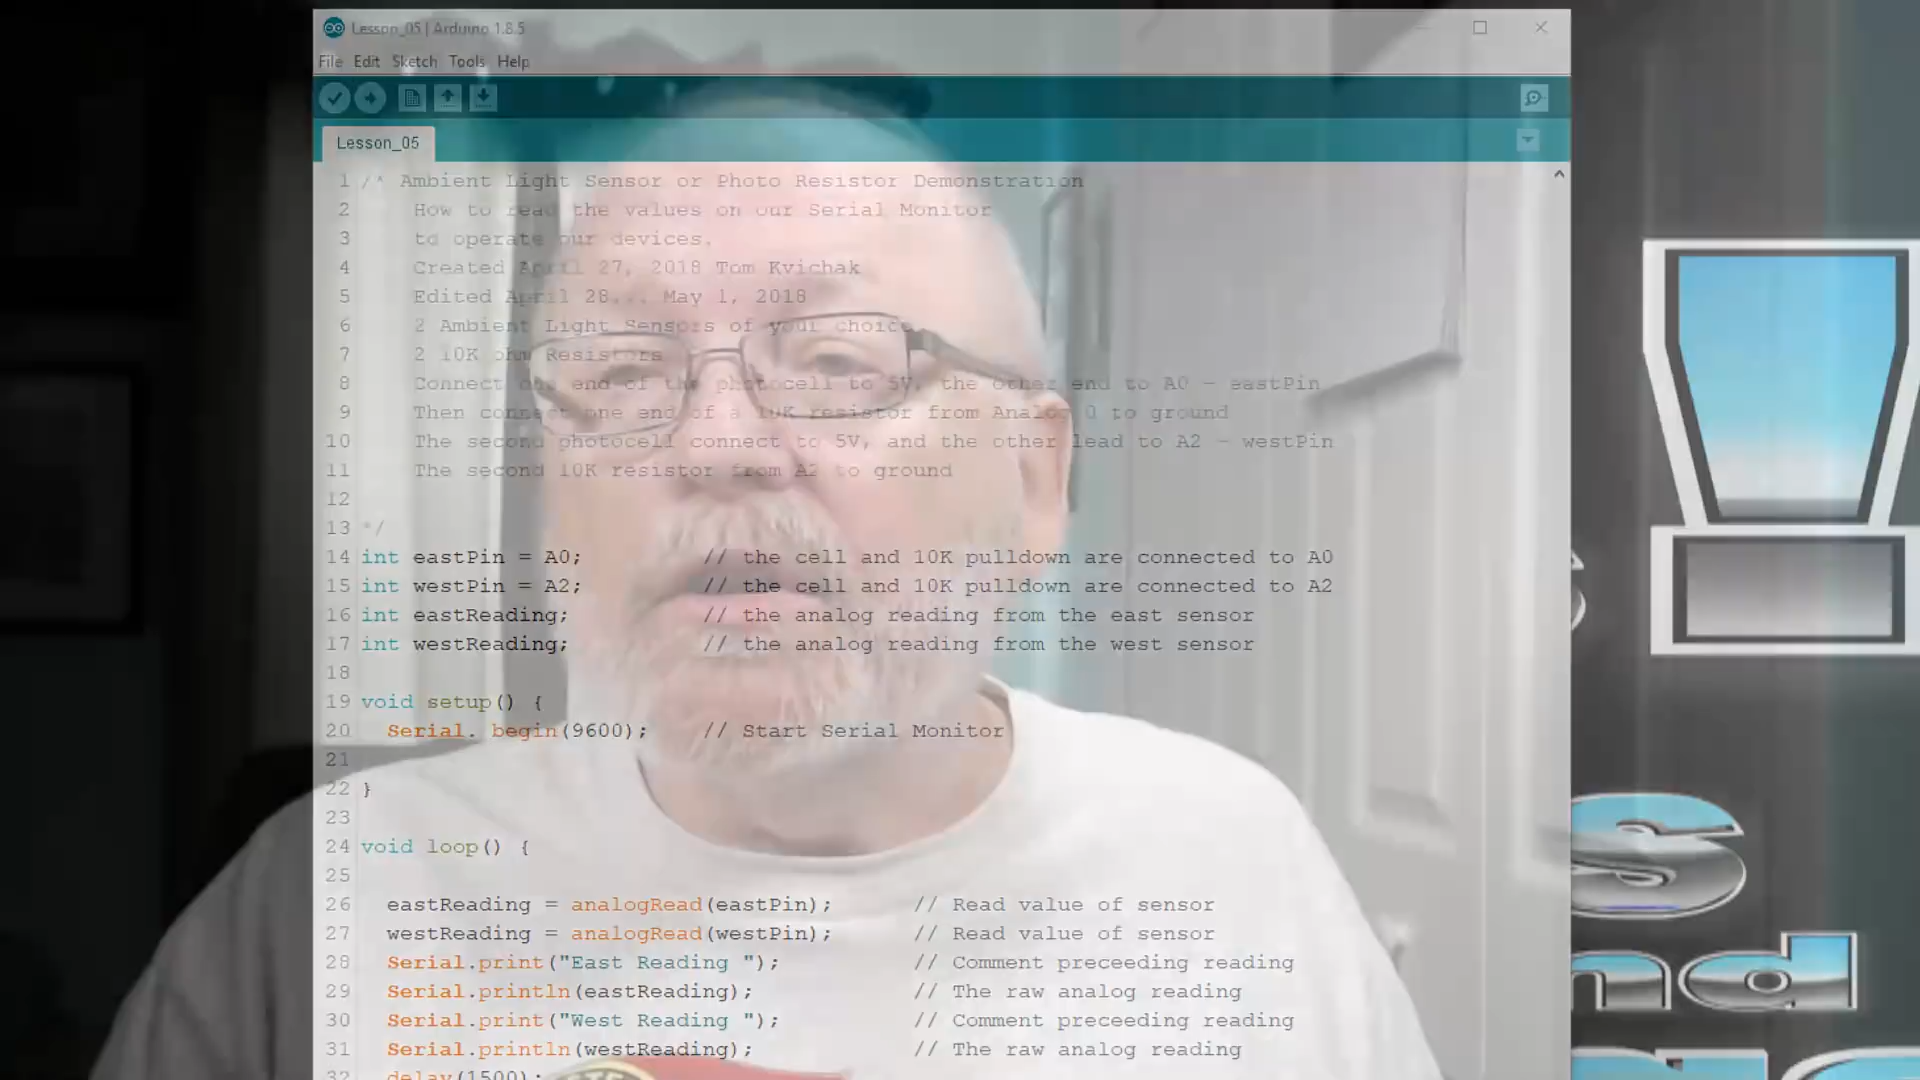 Lesson_05 | Arduino 1.8.5
File Edit Sketch Tools Help
Lesson_05
1 /* Ambient Light Sensor or Photo Resistor Demonstration
2 How to read the values on our Serial Monitor
3 to operate our devices.
4 Created April 27, 2018 Tom Kvichak
5 Edited April 28... May 1, 2018
6 2 Ambient Light Sensors of your choice
7 2 10K ohm Resistors
8 Connect one end of the photocell to 5V, the other end to A0 - eastPin
9 Then connect one end of a 10K resistor from Analog 0 to ground
10 The second photocell connect to 5V, and the other lead to A2 - westPin
11 The second 10K resistor from A2 to ground
12
13 */
14 int eastPin = A0; // the cell and 10K pulldown are connected to A0
15 int westPin = A2; // the cell and 10K pulldown are connected to A2
16 int eastReading; // the analog reading from the east sensor
17 int westReading; // the analog reading from the west sensor
18
19 void setup() {
20 Serial. begin(9600); // Start Serial Monitor
21
22 }
23
24 void loop() {
25
26 eastReading = analogRead(eastPin); // Read value of sensor
27 westReading = analogRead(westPin); // Read value of sensor
28 Serial.print("East Reading "); // Comment preceeding reading
29 Serial.println(eastReading); // The raw analog reading
30 Serial.print("West Reading "); // Comment preceeding reading
31 Serial.println(westReading); // The raw analog reading
32 delay(1500);